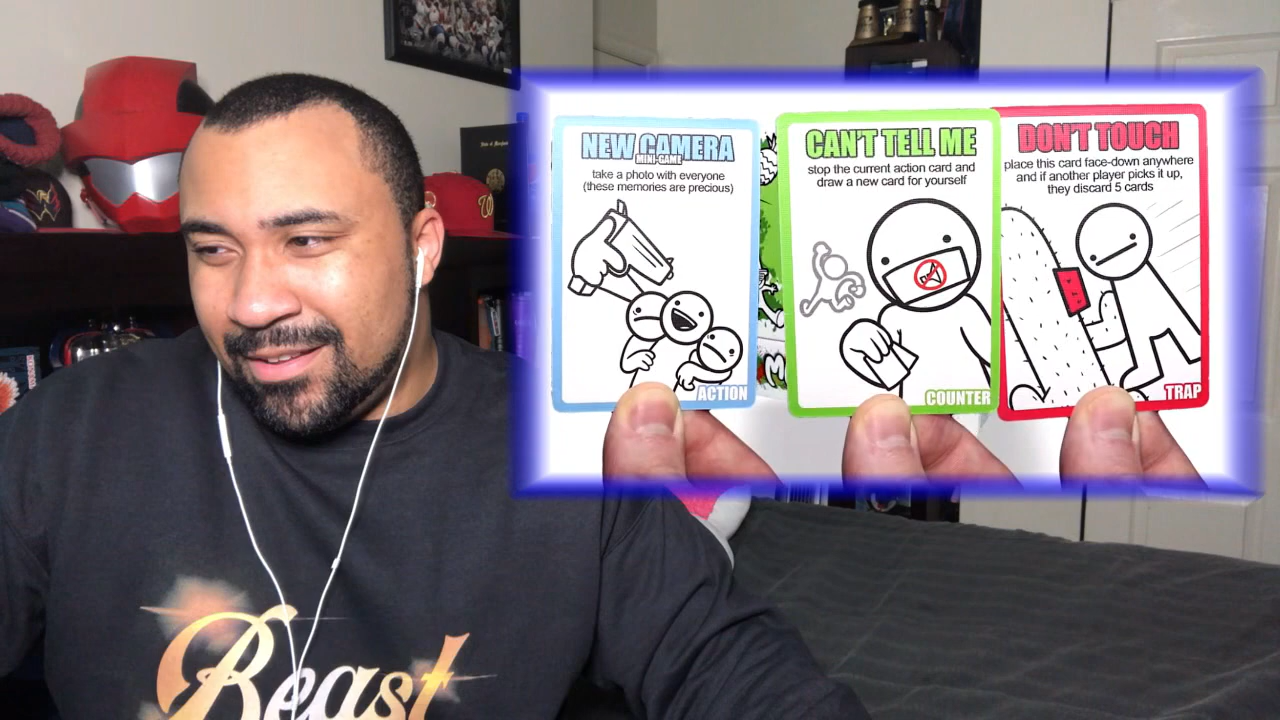 NEW CAMERA
MINI-GAME
take a photo with everyone
(these memories are precious)
ACTION
CAN'T TELL ME
stop the current action card and
draw a new card for yourself
COUNTER
DON'T TOUCH
place this card face-down anywhere
and if another player picks it up,
they discard 5 cards
TRAP
W
Beast